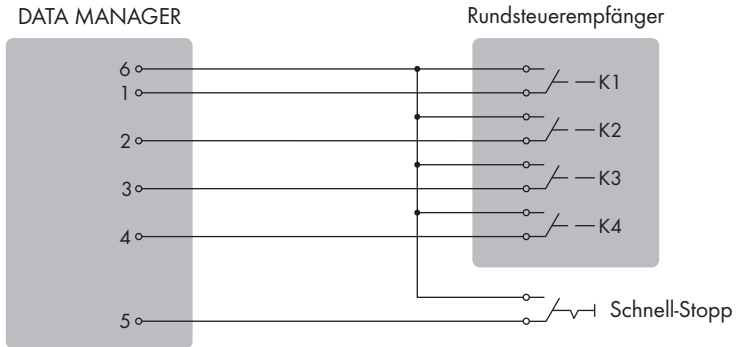 DATA MANAGER
Rundsteuerempfänger
6
1
K1
2
K2
3
K3
4
K4
5
Schnell-Stopp